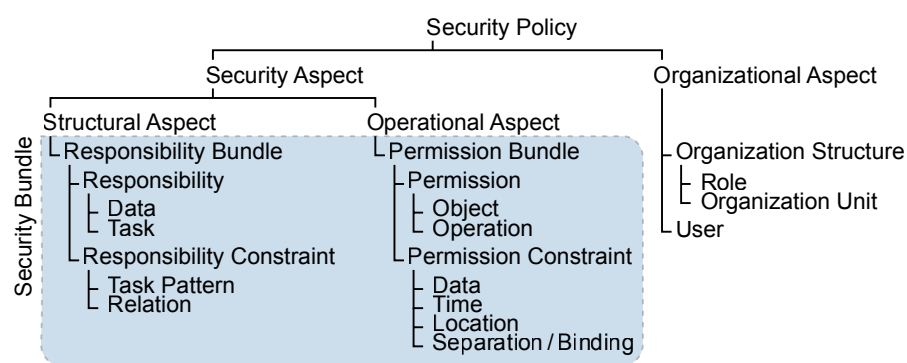 Security Policy
Security Aspect
Organizational Aspect
Structural Aspect
Operational Aspect
Security Bundle
Responsibility Bundle
Responsibility
Data
Task
Responsibility Constraint
Task Pattern
Relation
Permission Bundle
Permission
Object
Operation
Permission Constraint
Data
Time
Location
Separation / Binding
Organization Structure
Role
Organization Unit
User